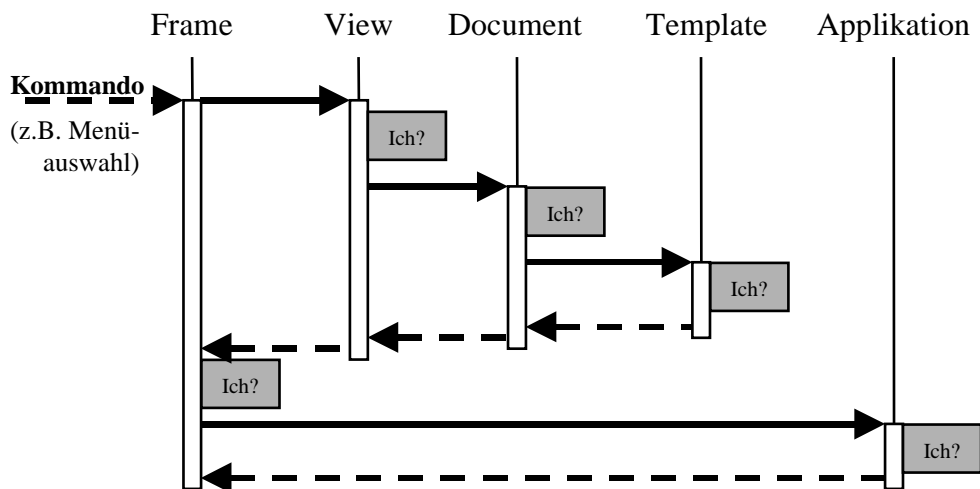 Frame View Document Template Applikation
Kommando
(z.B. Menü-
auswahl)
Ich?
Ich?
Ich?
Ich?
Ich?